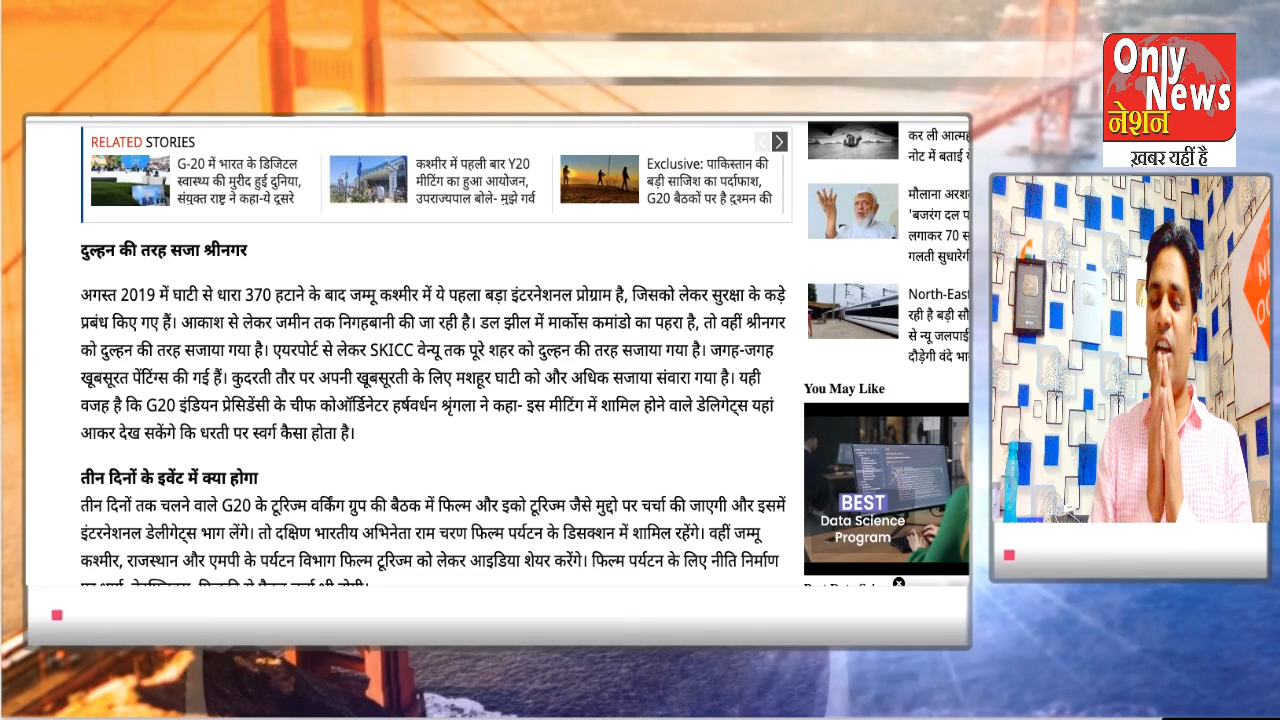 RELATED STORIES
G-20 में भारत के डिजिटल
स्वास्थ्य की मुरीद हुई दुनिया,
संयुक्त राष्ट्र ने कहा-ये दूसरे
कश्मीर में पहली बार Y20
मीटिंग का हुआ आयोजन,
उपराज्यपाल बोले- मुझे गर्व
Exclusive: पाकिस्तान की
बड़ी साजिश का पर्दाफाश,
G20 बैठकों पर है दुश्मन की
दुल्हन की तरह सजा श्रीनगर
अगस्त 2019 में घाटी से धारा 370 हटाने के बाद जम्मू कश्मीर में ये पहला बड़ा इंटरनेशनल प्रोग्राम है, जिसको लेकर सुरक्षा के कड़े
प्रबंध किए गए है। आकाश से लेकर जमीन तक निगहबानी की जा रही है। डल झील में मार्कोस कमांडो का पहरा है, तो वहीं श्रीनगर
को दुल्हन की तरह सजाया गया है। एयरपोर्ट से लेकर SKICC वेन्यू तक पूरे शहर को दुल्हन की तरह सजाया गया है। जगह-जगह
खूबसूरत पेंटिंग्स की गई हैं। कुदरती तौर पर अपनी खूबसूरती के लिए मशहूर घाटी को और अधिक सजाया संवारा गया है। यही
वजह है कि G20 इंडियन प्रेसिडेंसी के चीफ कोऑर्डिनेटर हर्षवर्धन श्रृंगला ने कहा- इस मीटिंग में शामिल होने वाले डेलिगेट्स यहां
आकर देख सकेंगे कि धरती पर स्वर्ग कैसा होता है।
तीन दिनों के इवेंट में क्या होगा
तीन दिनों तक चलने वाले G20 के टूरिज्म वर्किंग ग्रुप की बैठक में फिल्म और इको टूरिज्म जैसे मुद्दो पर चर्चा की जाएगी और इसमें
इंटरनेशनल डेलीगेट्स भाग लेंगे। तो दक्षिण भारतीय अभिनेता राम चरण फिल्म पर्यटन के डिसक्शन में शामिल रहेंगे। वहीं जम्मू
कश्मीर, राजस्थान और एमपी के पर्यटन विभाग फिल्म टूरिज्म को लेकर आइडिया शेयर करेंगे। फिल्म पर्यटन के लिए नीति निर्माण
कर ली
नोट में बताई
मौलाना अरश
'बजरंग दल
लगाकर 70
गलती सुधारेगी
North-East
रही है बड़ी
से न्यू जलपाई
दौड़ेगी वंदे
You May Like
BEST
Data Science
Program
Only
News
नेशन
ख़बर यहीं है